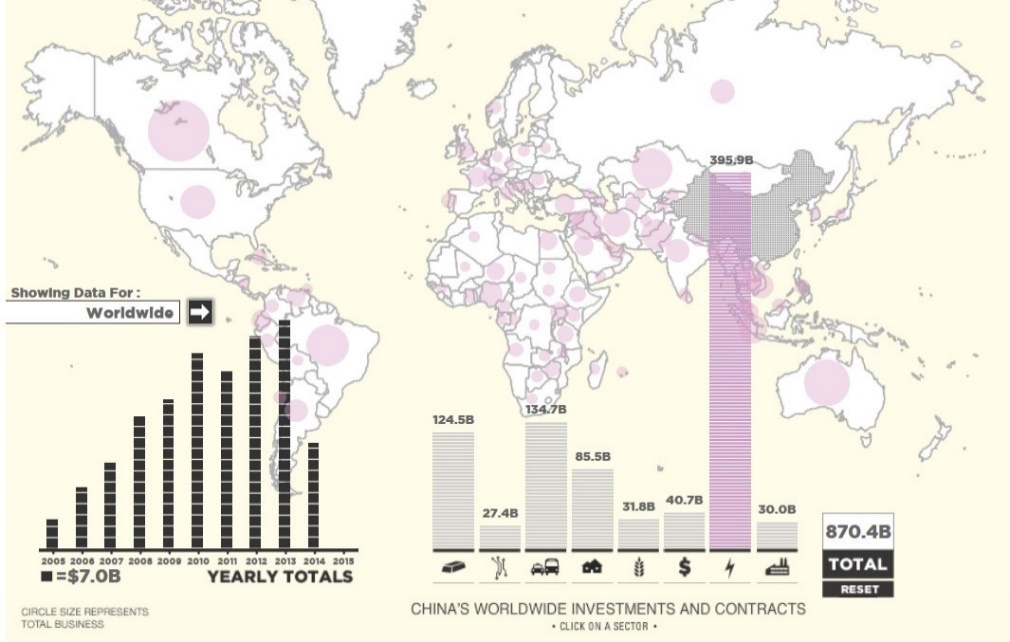 395.9B
Showing Data For :
Worldwide
124.5B
27.4B
134.7B
85.5B
31.8B
40.7B
30.0B
$
870.4B
TOTAL
RESET
2005 2006 2007 2008 2009 2010 2011 2012 2013 2014 2015
=$7.0B
YEARLY TOTALS
CIRCLE SIZE REPRESENTS
TOTAL BUSINESS
CHINA'S WORLDWIDE INVESTMENTS AND CONTRACTS
• CLICK ON A SECTOR •